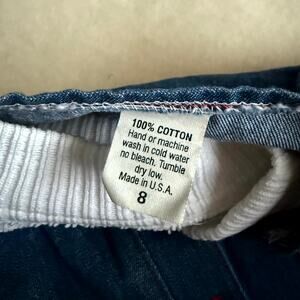 100% COTTON
Hand or machine
wash in cold water
no bleach. Tumble
dry low.
Made in U.S.A.
8